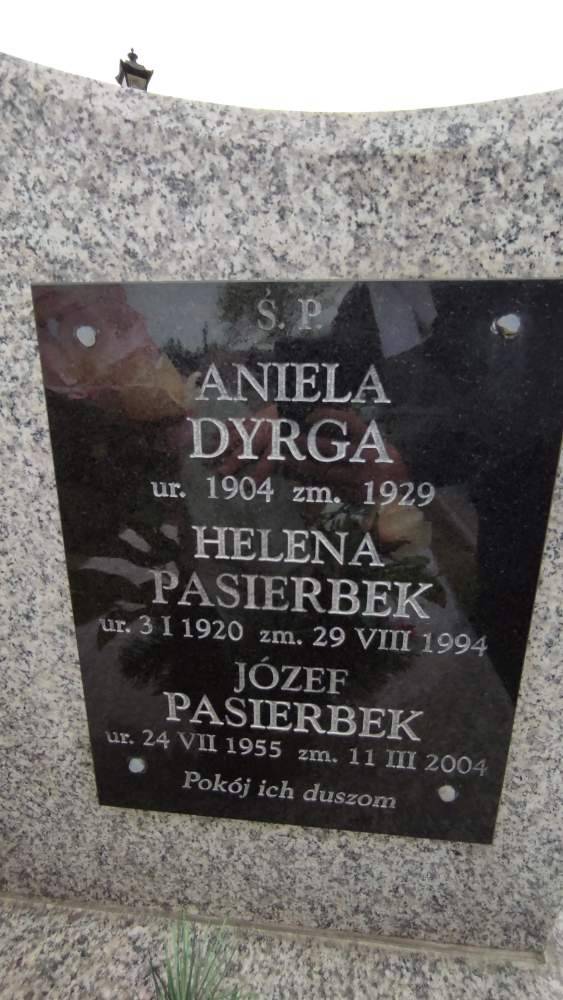 Ś. P.
ANIELA
DYRGA
ur. 1904 zm. 1929
HELENA
PASIERBEK
ur. 3 I 1920 zm. 29 VIII 1994
JÓZEF
PASIERBEK
ur. 24 VII 1955 zm. 11 III 2004
Pokój ich duszom